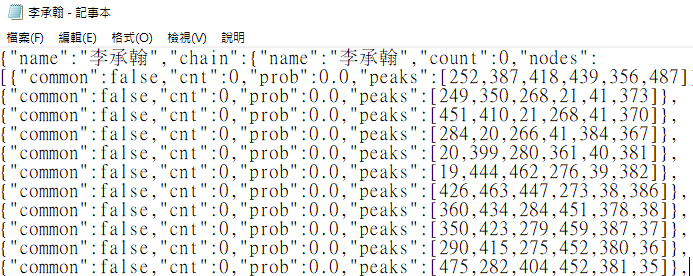 李承翰 - 記事本
檔案(F) 編輯(E) 格式(O) 檢視(V) 說明
{"name":"李承翰","chain":{"name":"李承翰","count":0,"nodes":
[{"common":false,"cnt":0,"prob":0.0,"peaks":[252,387,418,439,356,487]}
{"common":false,"cnt":0,"prob":0.0,"peaks":[249,350,268,21,41,373]},
{"common":false,"cnt":0,"prob":0.0,"peaks":[451,410,21,268,41,370]},
{"common":false,"cnt":0,"prob":0.0,"peaks":[284,20,266,41,384,367]},
{"common":false,"cnt":0,"prob":0.0,"peaks":[20,399,280,361,40,381]},
{"common":false,"cnt":0,"prob":0.0,"peaks":[19,444,462,276,39,382]},
{"common":false,"cnt":0,"prob":0.0,"peaks":[426,463,447,273,38,386]},
{"common":false,"cnt":0,"prob":0.0,"peaks":[360,434,284,451,378,38]},
{"common":false,"cnt":0,"prob":0.0,"peaks":[350,423,279,459,387,37]},
{"common":false,"cnt":0,"prob":0.0,"peaks":[290,415,275,452,380,36]},
{"common":false,"cnt":0,"prob":0.0,"peaks":[475,282,404,452,381,35]},